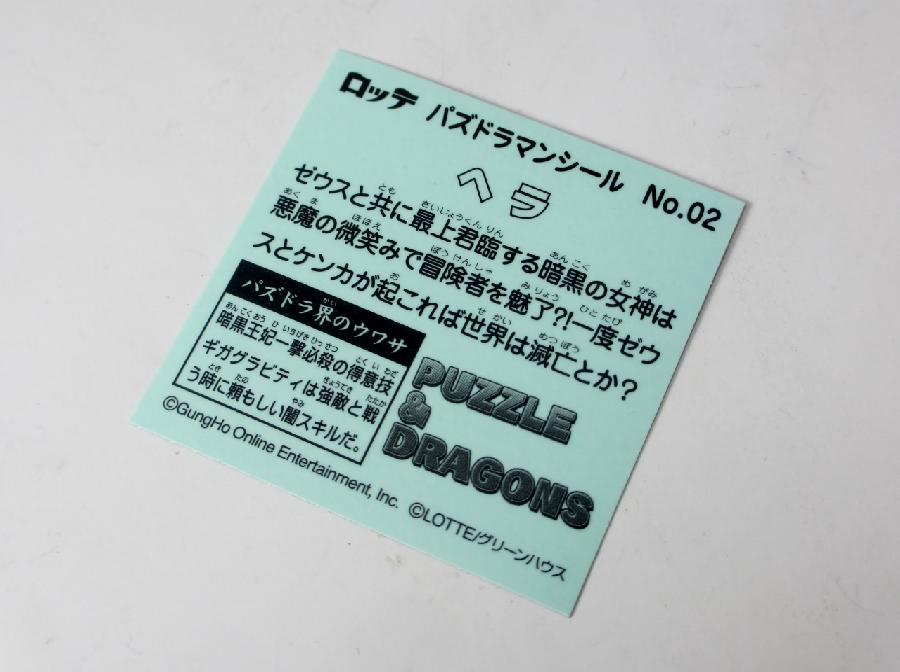 ロッテ パズドラマンシール No.02
ヘラ
ゼウスと共に最上君臨する暗黒の女神は
悪魔の微笑みで冒険者を魅了?!一度ゼウ
スとケンカが起これば世界は滅亡とか?
パズドラ界のウワサ
暗黒王妃一撃必殺の得意技
ギガグラビティは強敵と戦
う時に頼もしい闇スキルだ。
PUZZLE
&
DRAGONS
©GungHo Online Entertainment, Inc. ©LOTTE/グリーンハウス